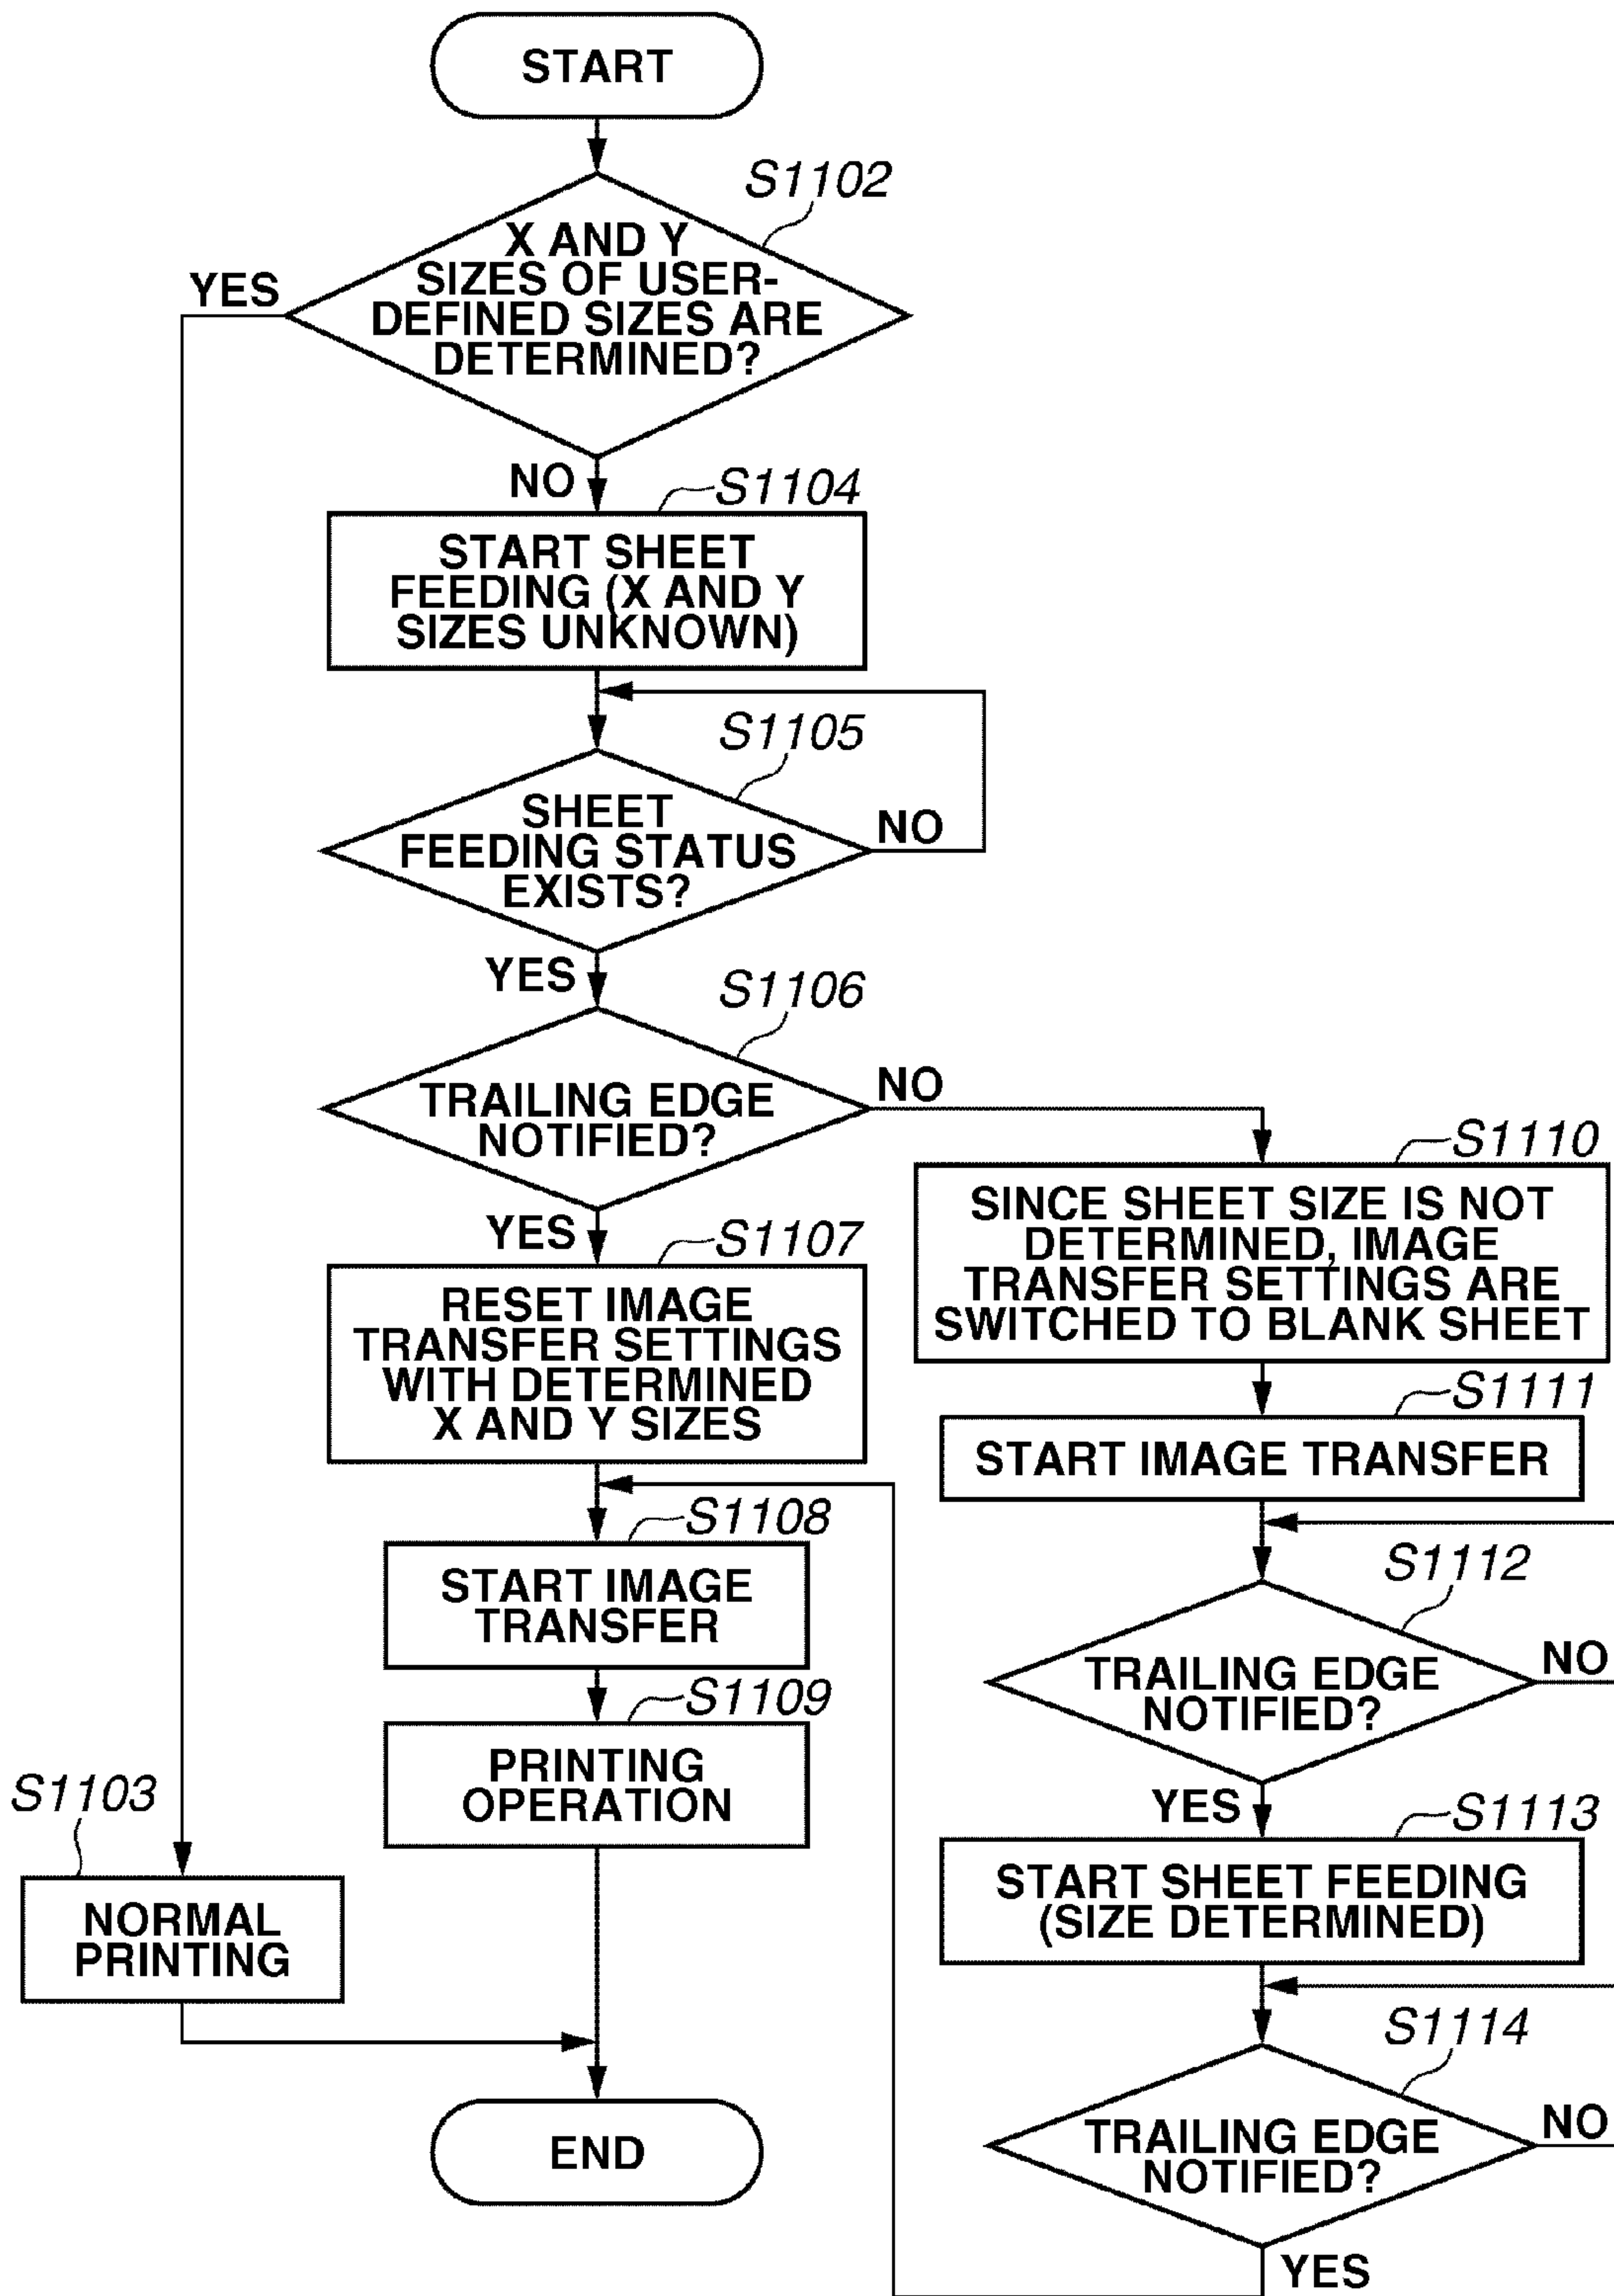 START
S1102
X AND Y
SIZES OF USER-
DEFINED SIZES ARE
DETERMINED?
YES
NO
S1104
START SHEET
FEEDING (X AND Y
SIZES UNKNOWN)
S1105
SHEET
FEEDING STATUS
EXISTS?
NO
YES
S1106
TRAILING EDGE
NOTIFIED?
NO
YES
S1107
RESET IMAGE
TRANSFER SETTINGS
WITH DETERMINED
X AND Y SIZES
S1108
START IMAGE
TRANSFER
S1109
PRINTING
OPERATION
S1103
NORMAL
PRINTING
END
S1110
SINCE SHEET SIZE IS NOT
DETERMINED, IMAGE
TRANSFER SETTINGS ARE
SWITCHED TO BLANK SHEET
S1111
START IMAGE TRANSFER
S1112
TRAILING EDGE
NOTIFIED?
NO
YES
S1113
START SHEET FEEDING
(SIZE DETERMINED)
S1114
TRAILING EDGE
NOTIFIED?
NO
YES